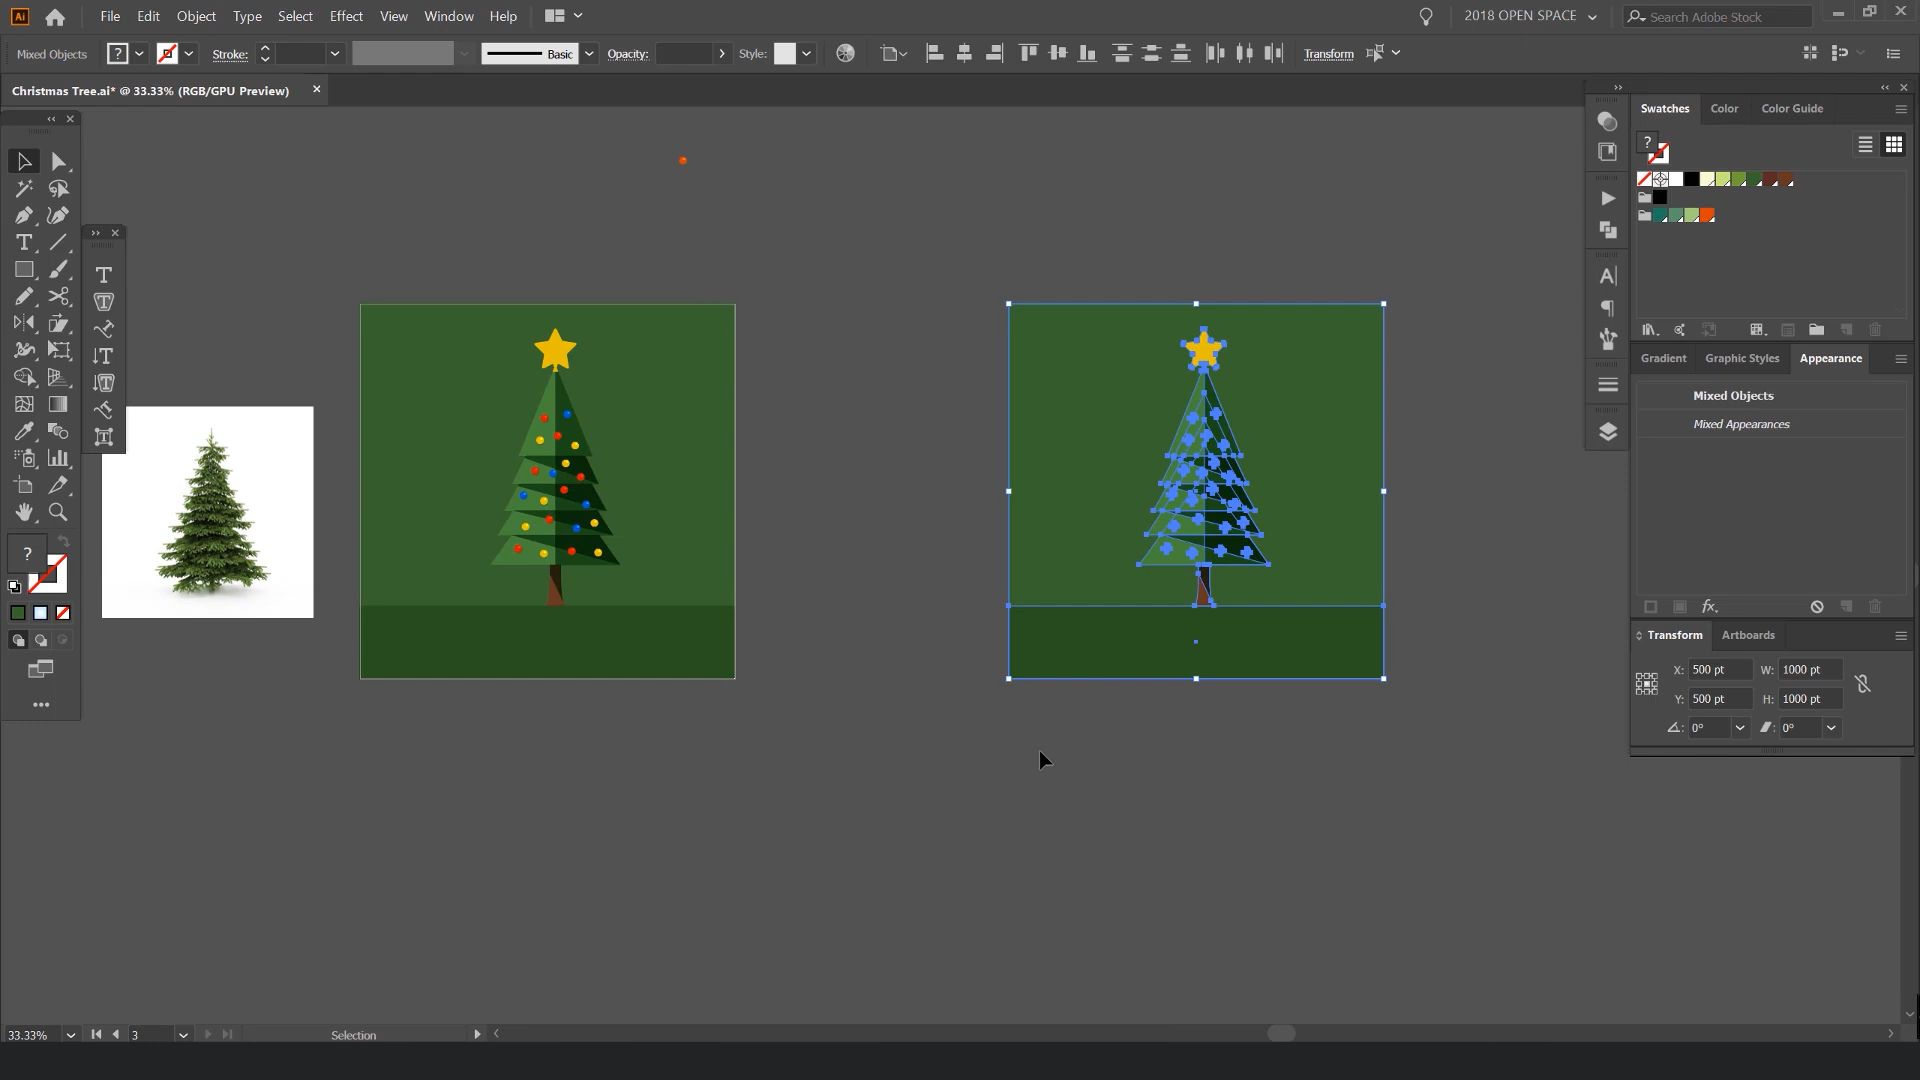 Ai File Edit Object Type Select Effect View Window Help 2018 OPEN SPACE Search Adobe Stock
Mixed Objects ? Stroke: Basic Opacity: Style: Transform
Christmas Tree.ai* @ 33.33% (RGB/GPU Preview)
Swatches Color Color Guide
?
Gradient Graphic Styles Appearance
Mixed Objects
Mixed Appearances
fx
Transform Artboards
X: 500 pt W: 1000 pt
Y: 500 pt H: 1000 pt
0° 0°
?
33.33% 3 Selection